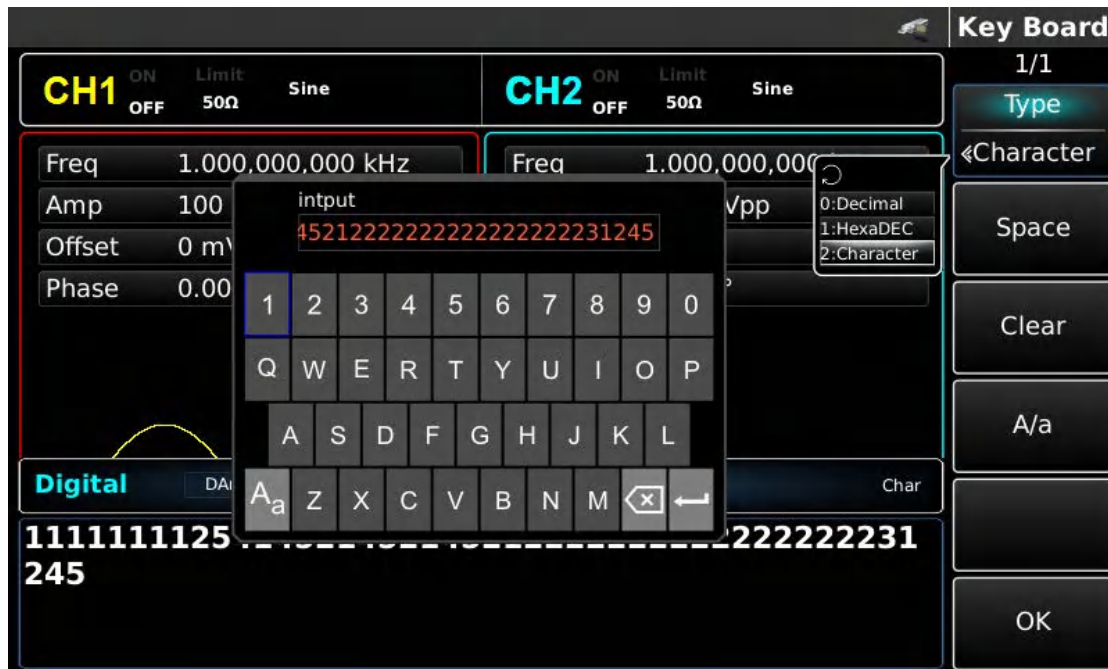 Key Board
1/1
Type
«Character
Space
Clear
A/a
OK
CH1 ON OFF Limit 50Ω Sine
CH2 ON OFF Limit 50Ω Sine
Freq 1.000,000,000 kHz
Amp 100
Offset 0
Phase 0.00
Freq 1.000,000,000
Vpp
°
0:Decimal
1:HexaDEC
2:Character
intput
45212222222222222222231245
1 2 3 4 5 6 7 8 9 0
Q W E R T Y U I O P
A S D F G H J K L
Aa Z X C V B N M
Digital Char
245